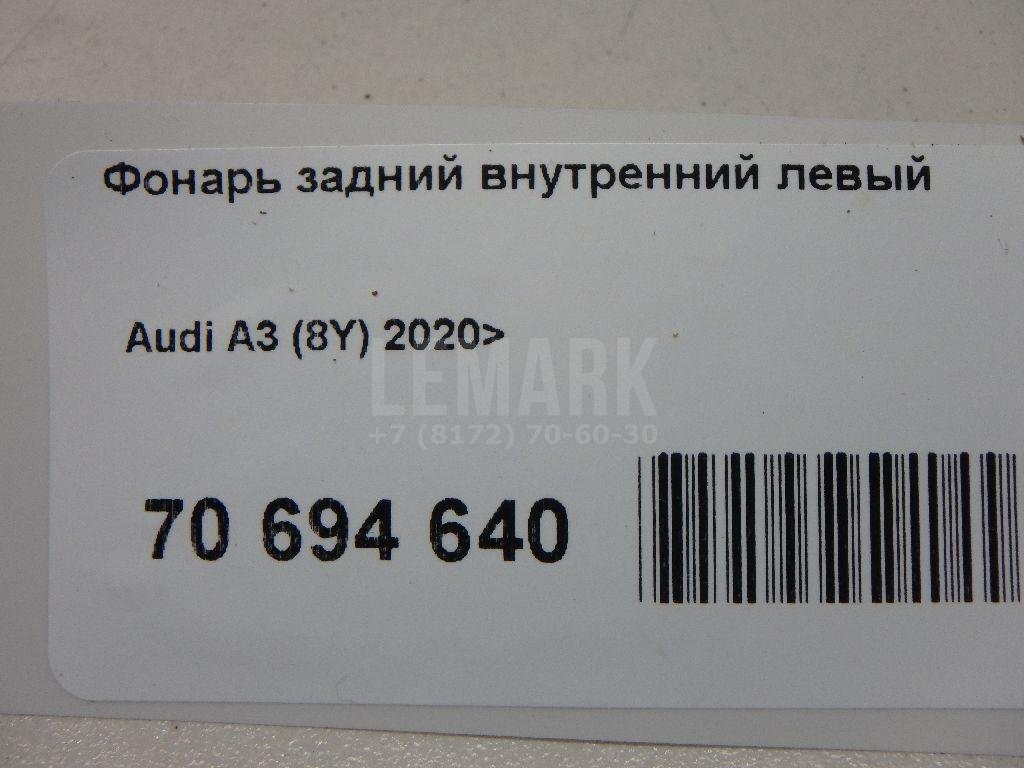 Фонарь задний внутренний левый
Audi A3 (8Y) 2020>
LEMARK
+7 (8172) 70-60-30
70 694 640